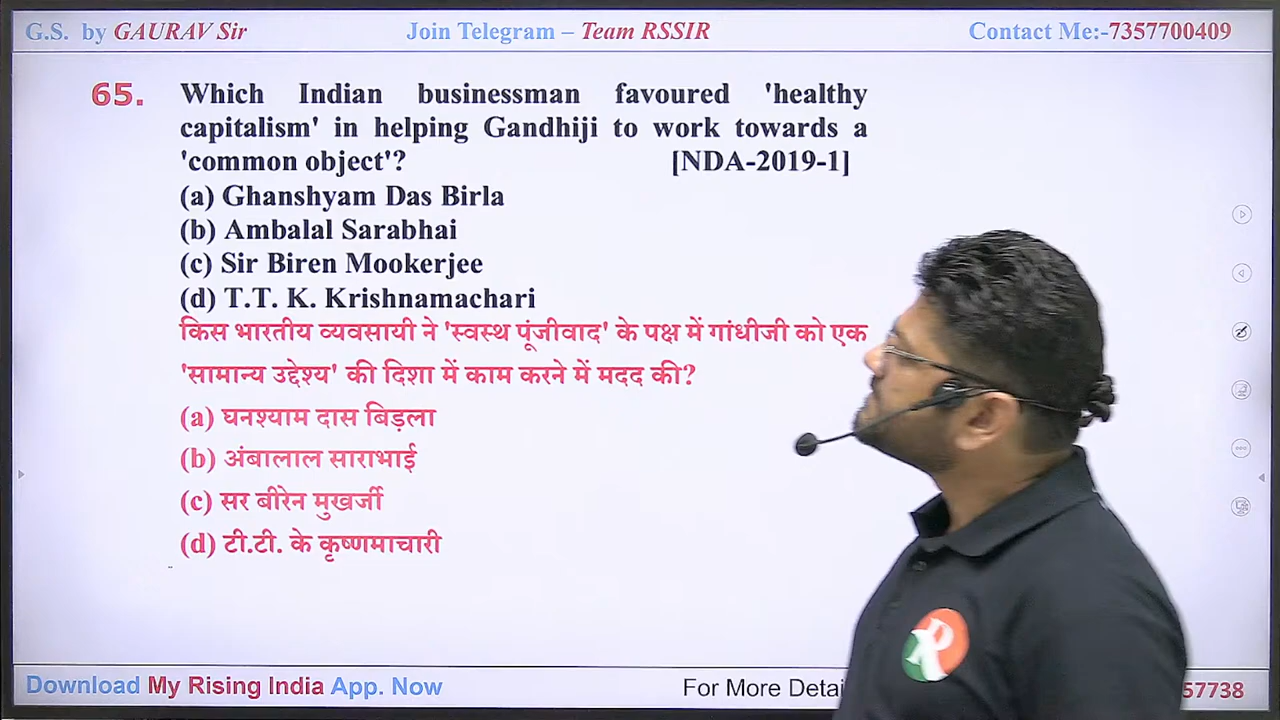 G.S. by GAURAV Sir Join Telegram – Team RSSIR Contact Me:-7357700409
65. Which Indian businessman favoured 'healthy
capitalism' in helping Gandhiji to work towards a
'common object'? [NDA-2019-1]
(a) Ghanshyam Das Birla
(b) Ambalal Sarabhai
(c) Sir Biren Mookerjee
(d) T.T. K. Krishnamachari
किस भारतीय व्यवसायी ने 'स्वस्थ पूंजीवाद' के पक्ष में गांधीजी को एक
'सामान्य उद्देश्य' की दिशा में काम करने में मदद की?
(a) घनश्याम दास बिड़ला
(b) अंबालाल साराभाई
(c) सर बीरेन मुखर्जी
(d) टी.टी. के कृष्णमाचारी
Download My Rising India App. Now For More 57738